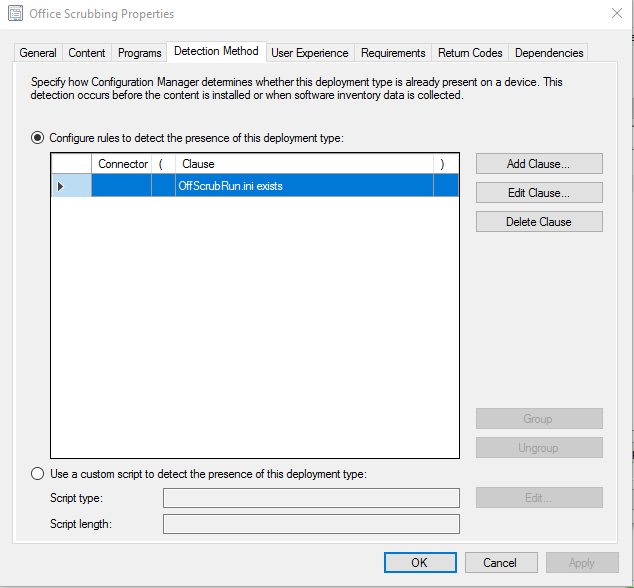 Office Scrubbing Properties
General Content Programs Detection Method User Experience Requirements Return Codes Dependencies
Specify how Configuration Manager determines whether this deployment type is already present on a device. This
detection occurs before the content is installed or when software inventory data is collected.
Configure rules to detect the presence of this deployment type:
Connector ( Clause )
OffScrubRun.ini exists
Add Clause...
Edit Clause...
Delete Clause
Group
Ungroup
Use a custom script to detect the presence of this deployment type:
Script type:
Edit...
Script length:
OK Cancel Apply